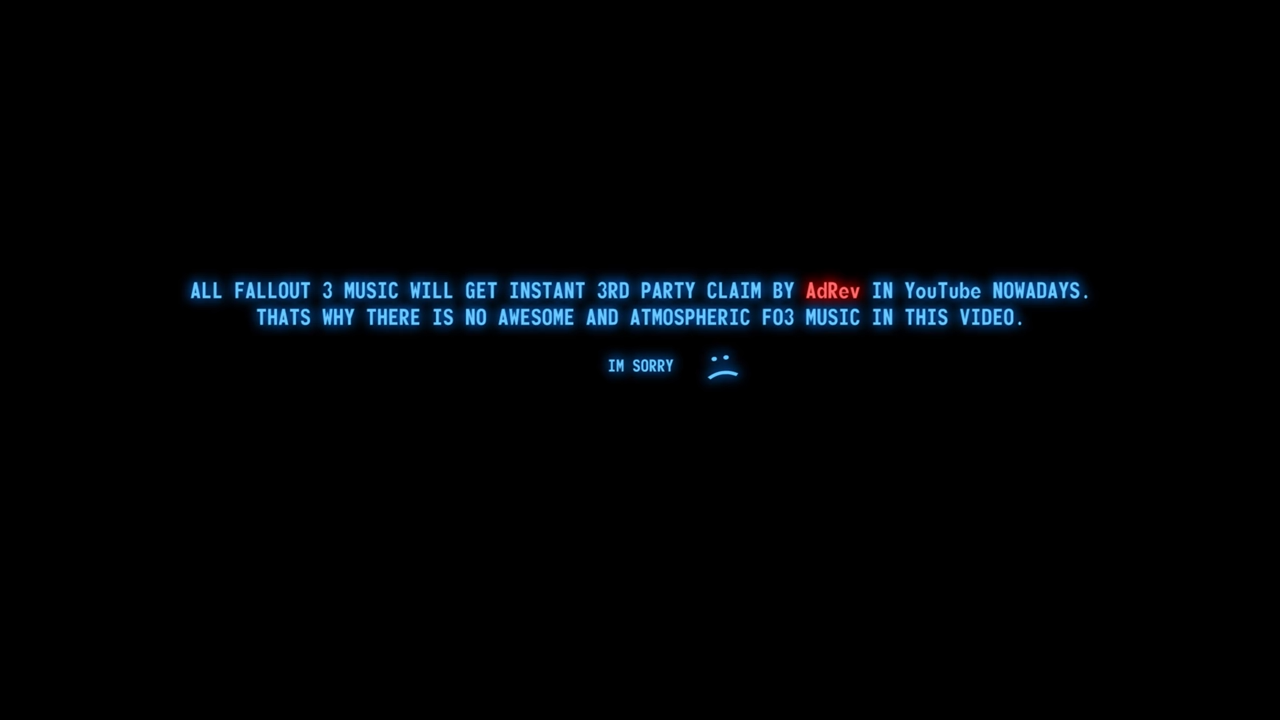 ALL FALLOUT 3 MUSIC WILL GET INSTANT 3RD PARTY CLAIM BY AdRev IN YouTube NOWADAYS.
THATS WHY THERE IS NO AWESOME AND ATMOSPHERIC FO3 MUSIC IN THIS VIDEO.
IM SORRY